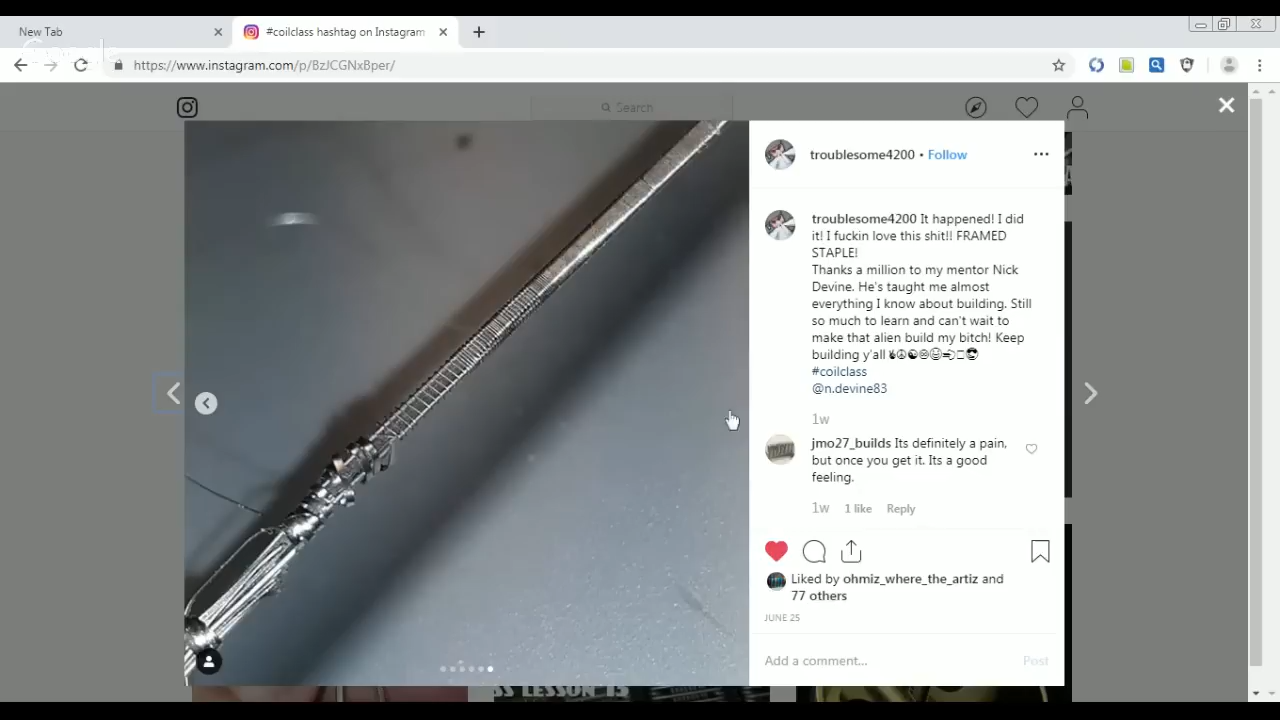 New Tab
#coilclass hashtag on Instagram
Google
https://www.instagram.com/p/BzJCGNxBper/
Search
troublesome4200 • Follow
troublesome4200 It happened! I did
it! I fuckin love this shit!! FRAMED
STAPLE!
Thanks a million to my mentor Nick
Devine. He's taught me almost
everything I know about building. Still
so much to learn and can't wait to
make that alien build my bitch! Keep
building y'all
#coilclass
@n.devine83
1w
jmo27_builds Its definitely a pain,
but once you get it. Its a good
feeling.
1w 1 like Reply
Liked by ohmiz_where_the_artiz and
77 others
JUNE 25
Add a comment... Post
SS LESSON 15